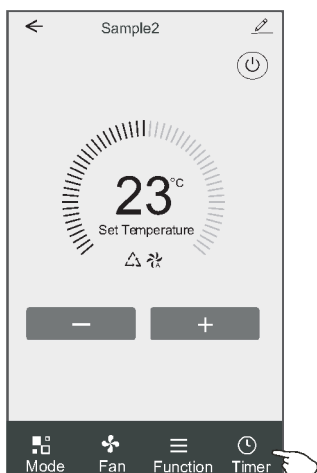 Sample2
23°C
Set Temperature
A
Mode Fan Function Timer